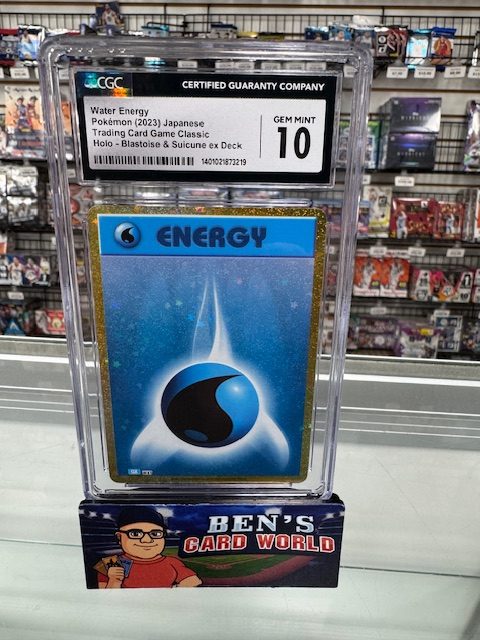 CGC
CERTIFIED GUARANTY COMPANY
Water Energy
Pokémon (2023) Japanese
Trading Card Game Classic
Holo - Blastoise & Suicune ex Deck
GEM MINT
10
1401021873219
ENERGY
BEN'S
CARD WORLD